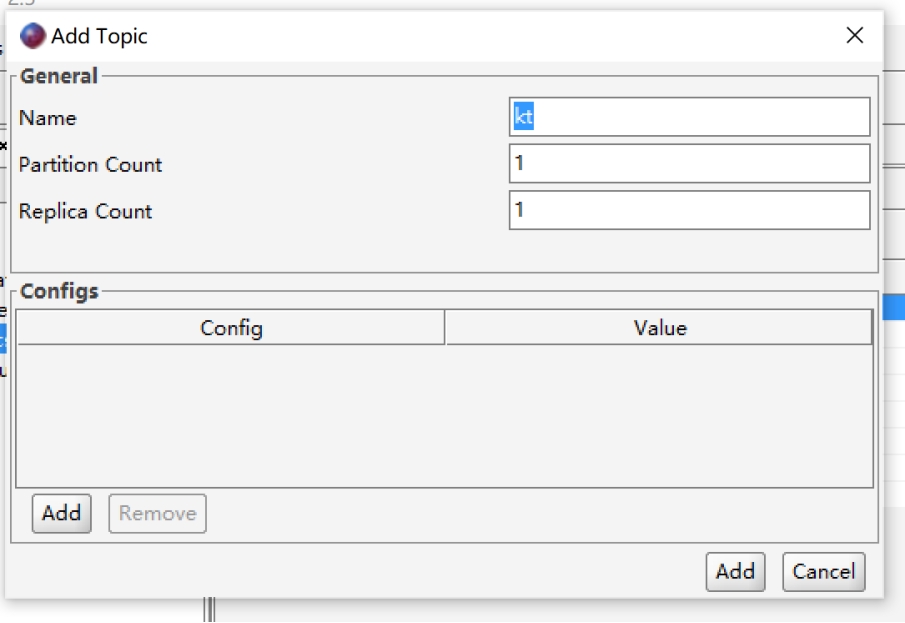 Add Topic
General
Name kt
Partition Count 1
Replica Count 1
Configs
Config Value
Add Remove
Add Cancel